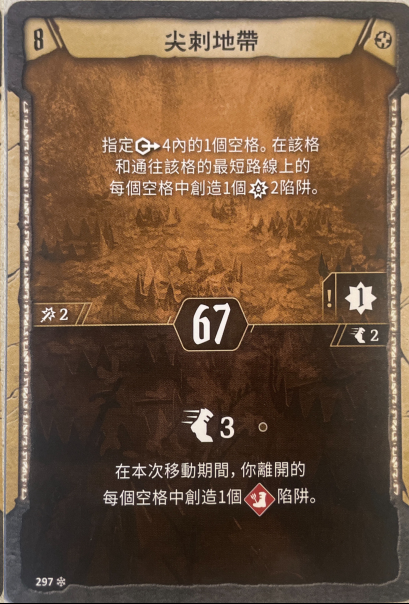 8 尖刺地帶
指定 4內的1個空格。在該格
和通往該格的最短路線上的
每個空格中創造1個 2陷阱。
! 1
2 67 2
3
在本次移動期間，你離開的
每個空格中創造1個 陷阱。
297